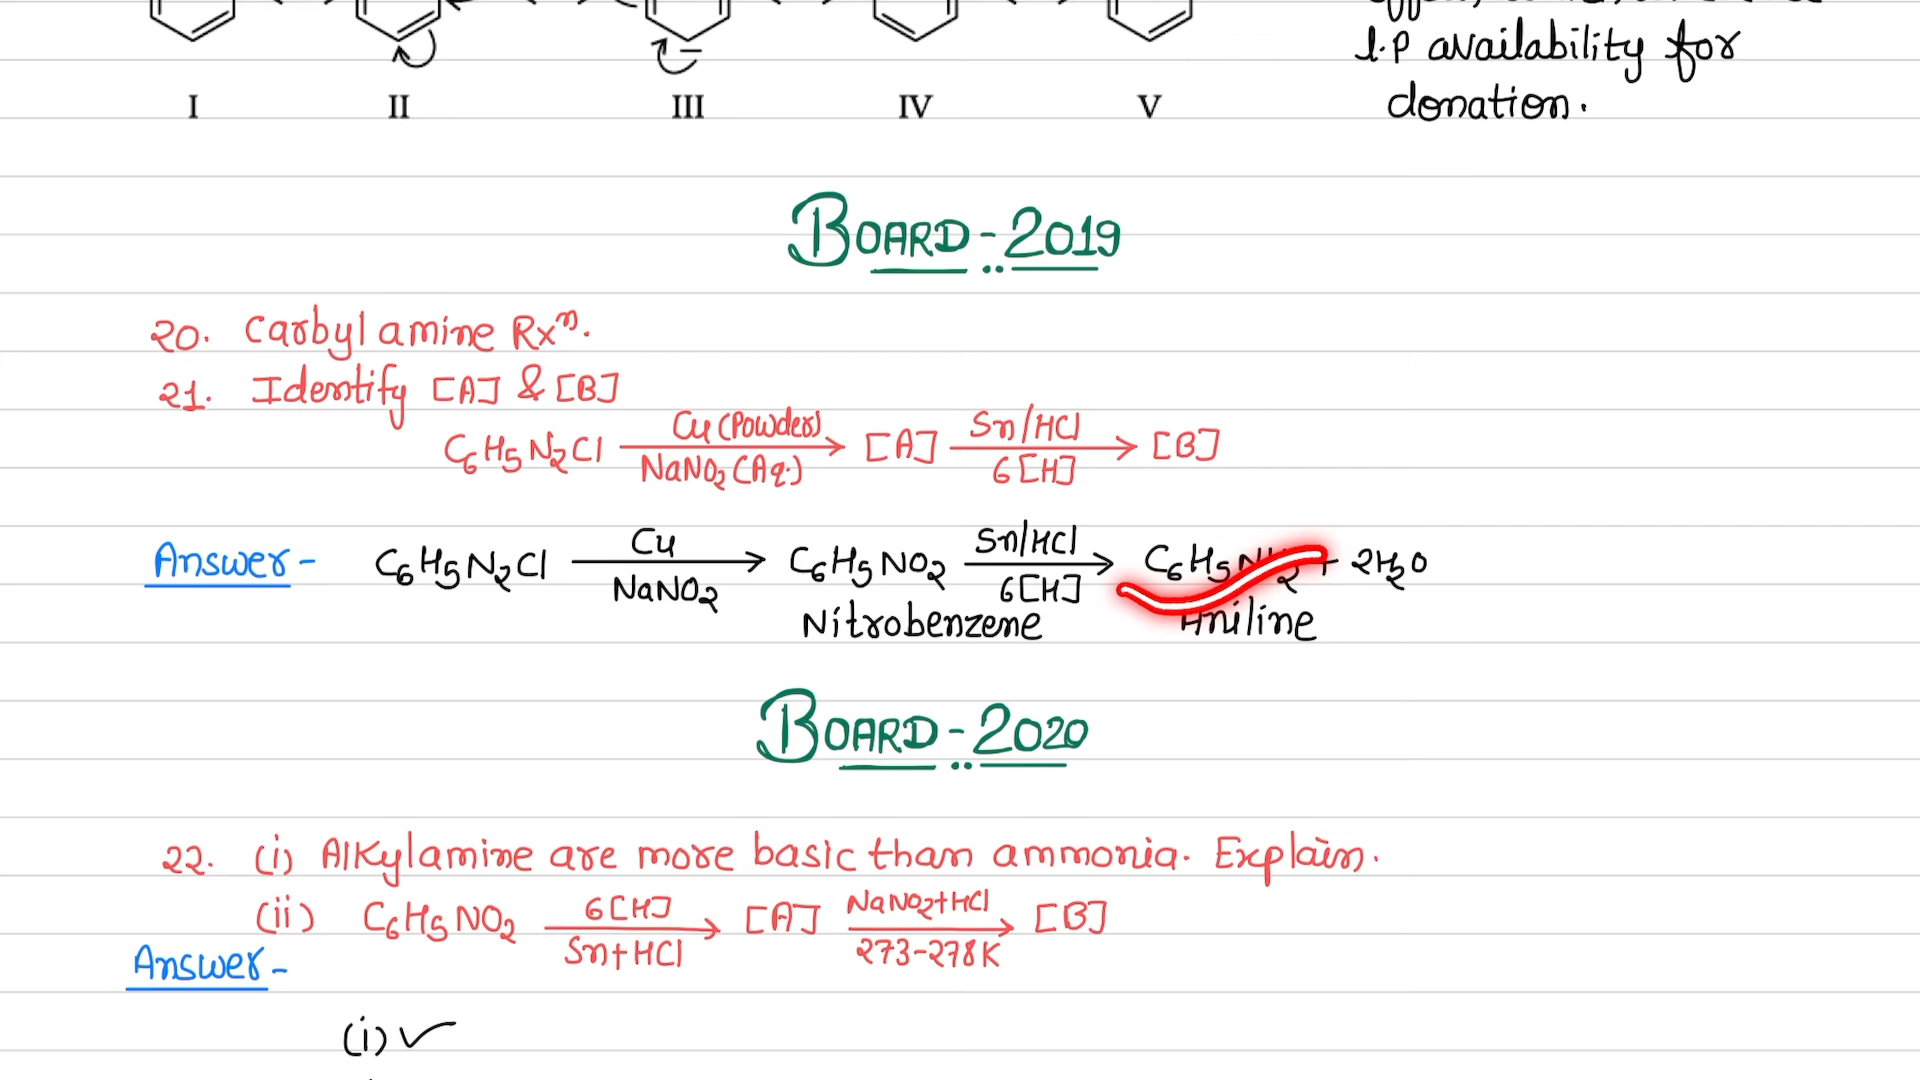 l.p availability for
donation.
I II III IV V
BOARD - 2019
20. Carbylamine Rxⁿ.
21. Identify [A] & [B]
C₆H₅N₂Cl Cu (Powder) NaNO₂ (Aq.) → [A] Sn/HCl 6[H] → [B]
Answer - C₆H₅N₂Cl Cu NaNO₂ → C₆H₅NO₂ Sn/HCl 6[H] → C₆H₅NH₂ + 2H₂O
Nitrobenzene Aniline
BOARD - 2020
22. (i) Alkylamine are more basic than ammonia. Explain.
(ii) C₆H₅NO₂ 6[H] Sn+HCl → [A] NaNO₂+HCl 273-278K → [B]
Answer -
(i) ✓